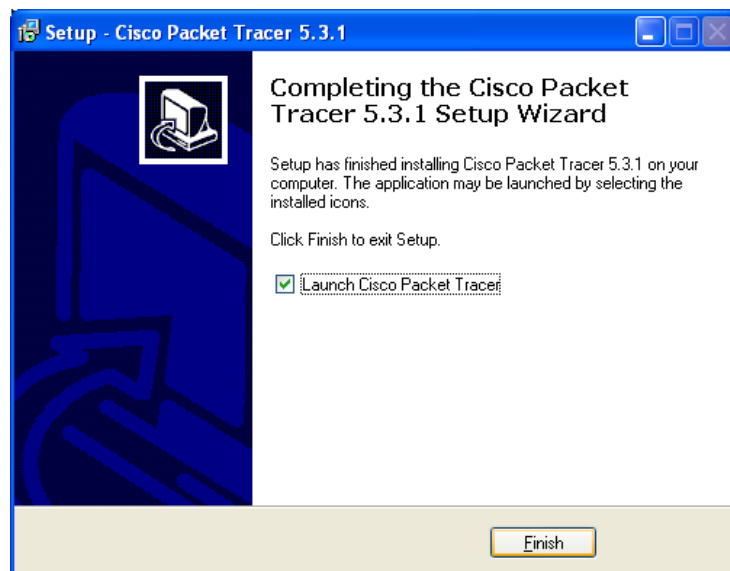 Setup - Cisco Packet Tracer 5.3.1
Completing the Cisco Packet
Tracer 5.3.1 Setup Wizard
Setup has finished installing Cisco Packet Tracer 5.3.1 on your
computer. The application may be launched by selecting the
installed icons.
Click Finish to exit Setup.
Launch Cisco Packet Tracer
Finish